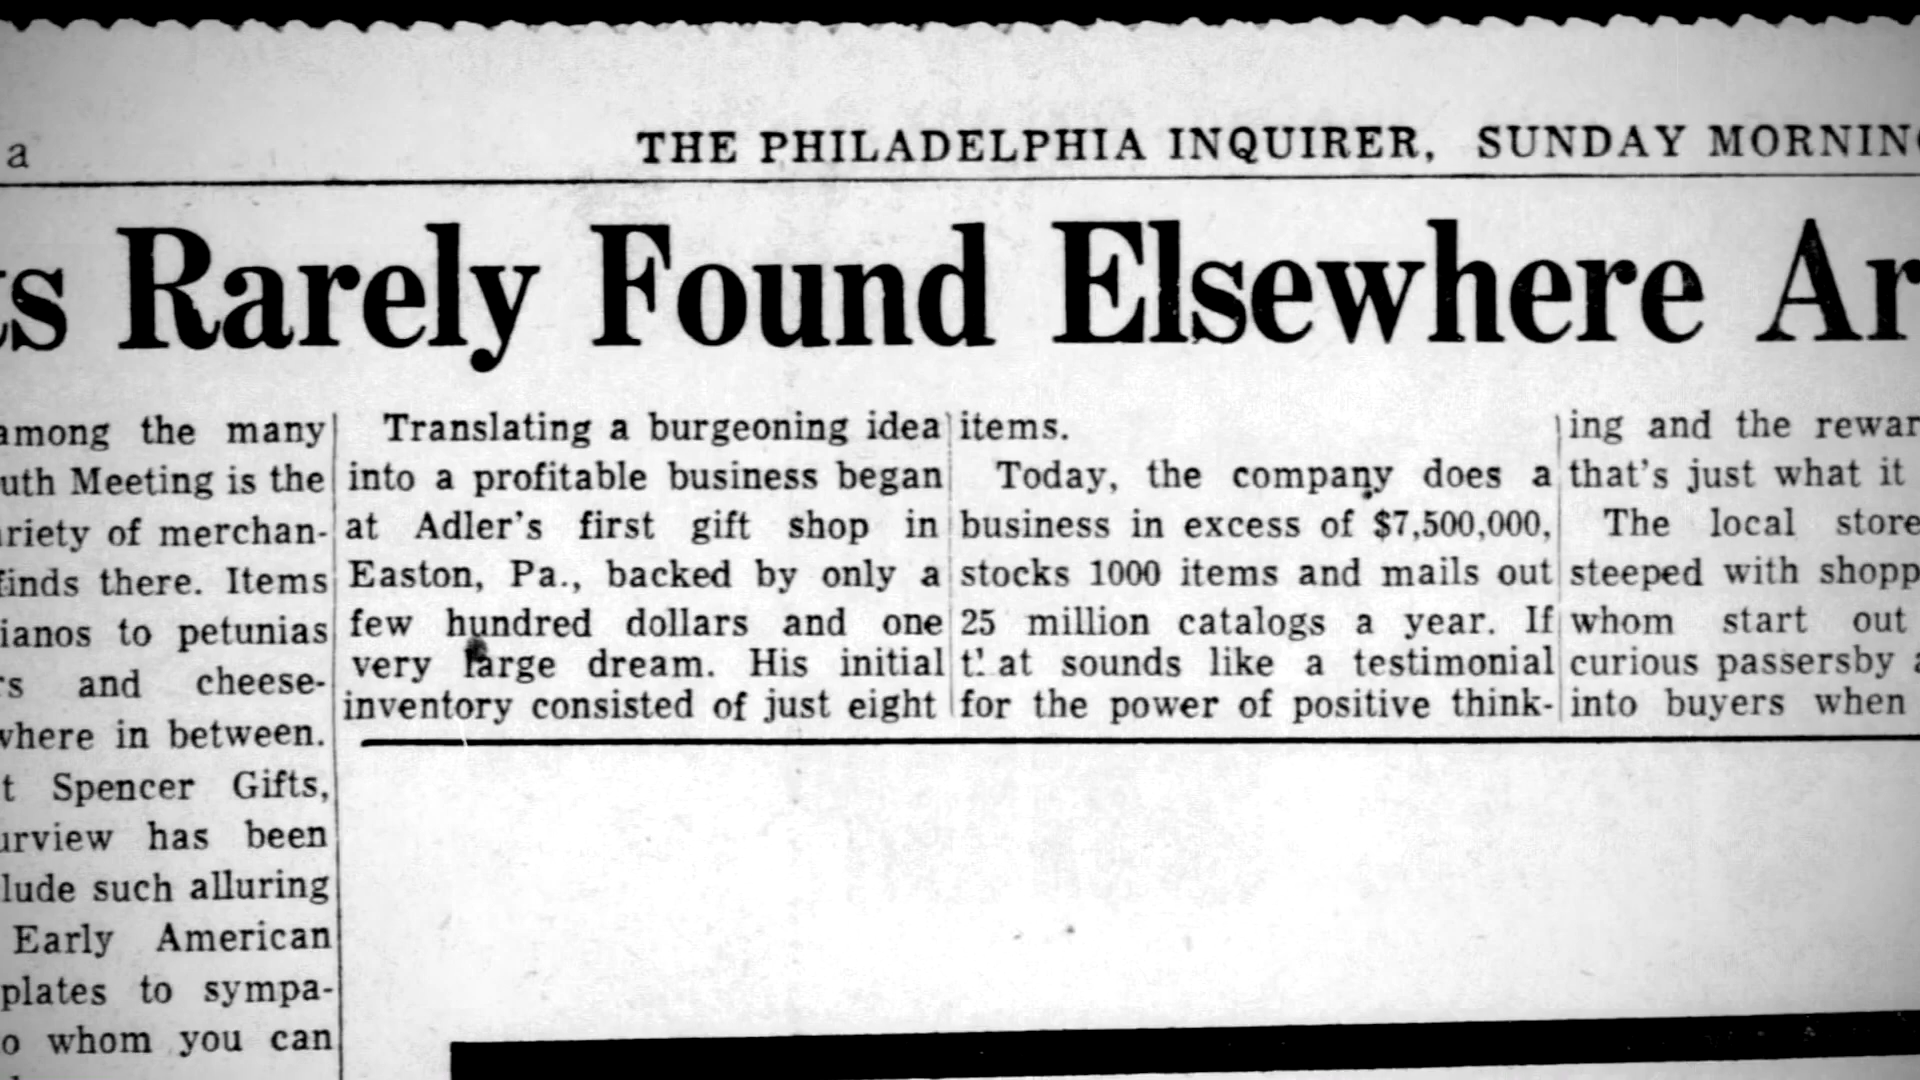 a
THE PHILADELPHIA INQUIRER, SUNDAY MORNING
s Rarely Found Elsewhere Ar
among the many
uth Meeting is the
riety of merchan-
finds there. Items
ianos to petunias
rs and cheese-
where in between.
t Spencer Gifts,
urview has been
lude such alluring
Early American
plates to sympa-
o whom you can
Translating a burgeoning idea
into a profitable business began
at Adler's first gift shop in
Easton, Pa., backed by only a
few hundred dollars and one
very large dream. His initial
inventory consisted of just eight
items.
Today, the company does a
business in excess of $7,500,000,
stocks 1000 items and mails out
25 million catalogs a year. If
t' at sounds like a testimonial
for the power of positive think-
ing and the rewar
that's just what it
The local store
steeped with shopp
whom start out
curious passersby a
into buyers when